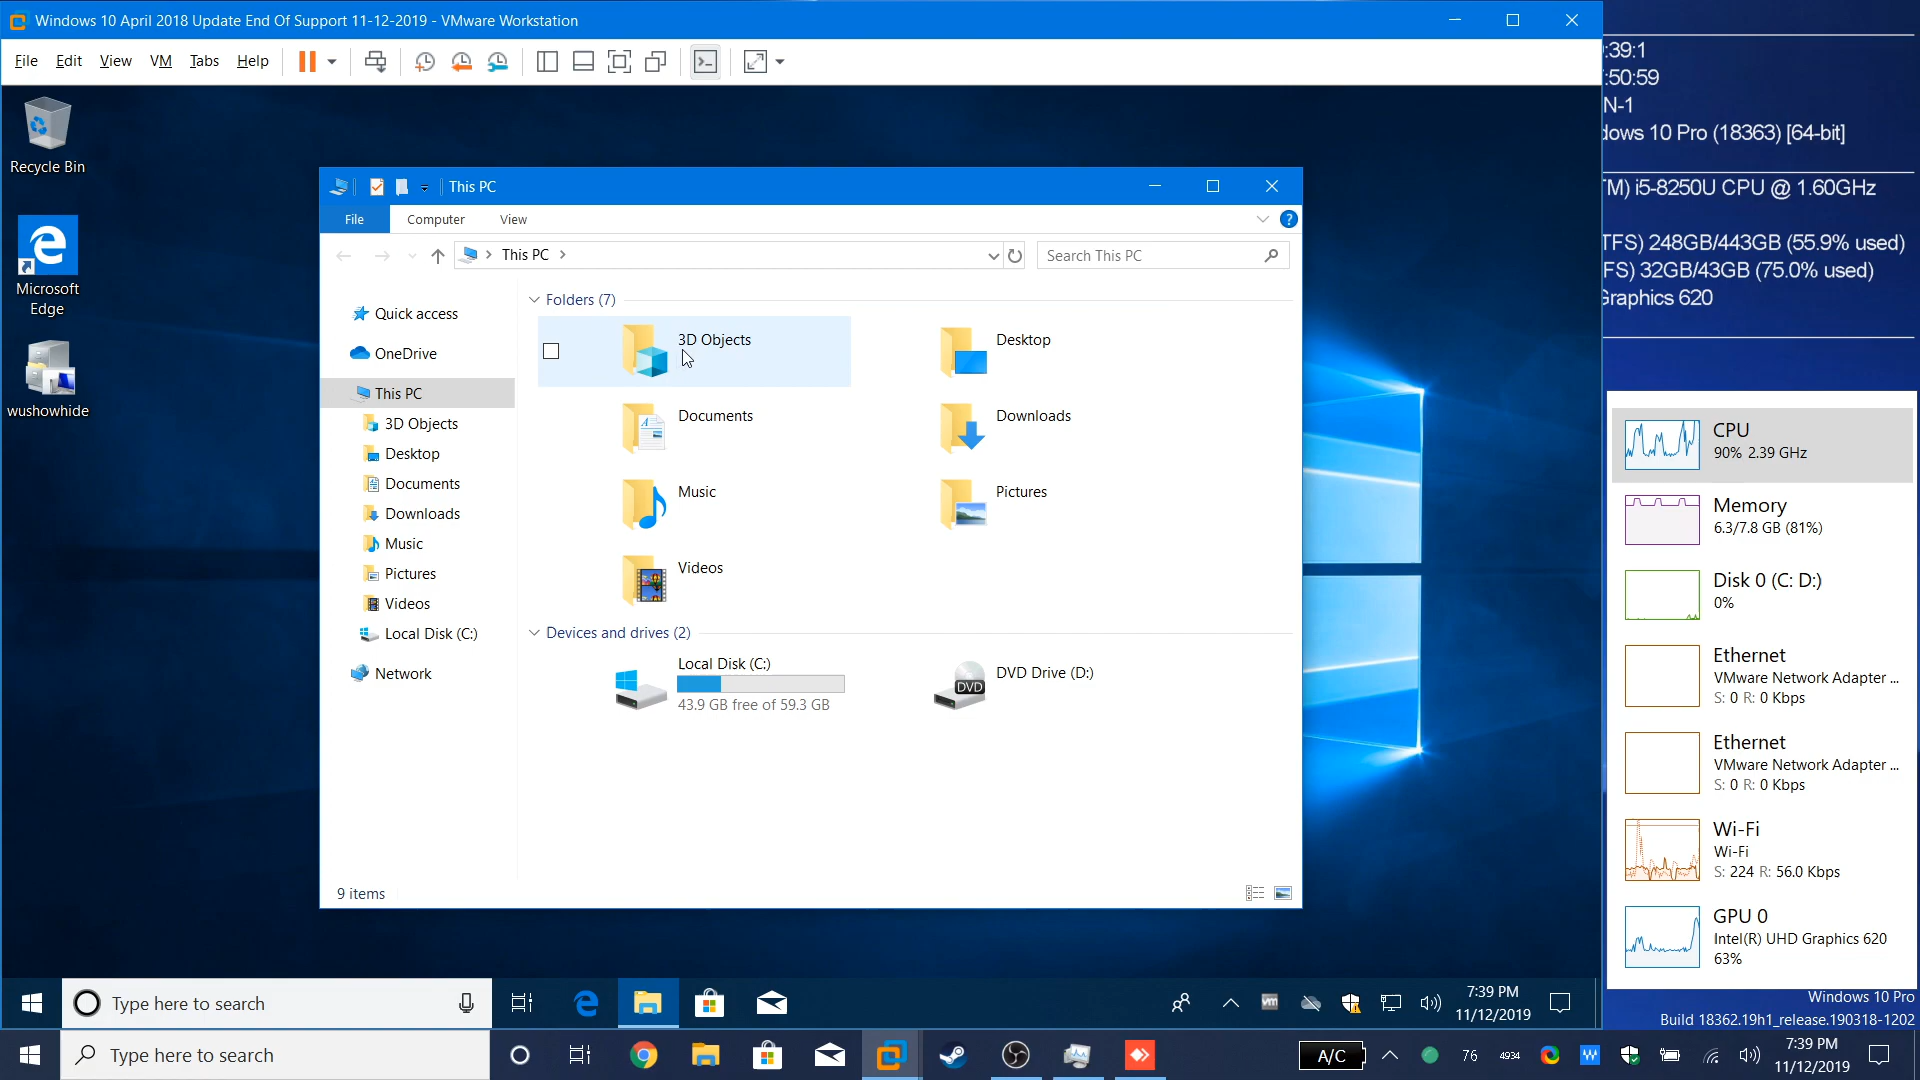 Windows 10 April 2018 Update End Of Support 11-12-2019 - VMware Workstation
File Edit View VM Tabs Help
Recycle Bin
Microsoft
Edge
wushowhide
This PC
File Computer View
This PC
Search This PC
Quick access
OneDrive
This PC
3D Objects
Desktop
Documents
Downloads
Music
Pictures
Videos
Local Disk (C:)
Network
Folders (7)
3D Objects
Desktop
Documents
Downloads
Music
Pictures
Videos
Devices and drives (2)
Local Disk (C:)
43.9 GB free of 59.3 GB
DVD
DVD Drive (D:)
9 items
:39:1
:50:59
N-1
dows 10 Pro (18363) [64-bit]
TM) i5-8250U CPU @ 1.60GHz
TFS) 248GB/443GB (55.9% used)
FS) 32GB/43GB (75.0% used)
Graphics 620
CPU
90% 2.39 GHz
Memory
6.3/7.8 GB (81%)
Disk 0 (C: D:)
0%
Ethernet
VMware Network Adapter ...
S: 0 R: 0 Kbps
Ethernet
VMware Network Adapter ...
S: 0 R: 0 Kbps
Wi-Fi
Wi-Fi
S: 224 R: 56.0 Kbps
GPU 0
Intel(R) UHD Graphics 620
63%
Windows 10 Pro
Build 18362.19h1_release.190318-1202
Type here to search
vm
7:39 PM
11/12/2019
Type here to search
A/C
76
4934
W
7:39 PM
11/12/2019